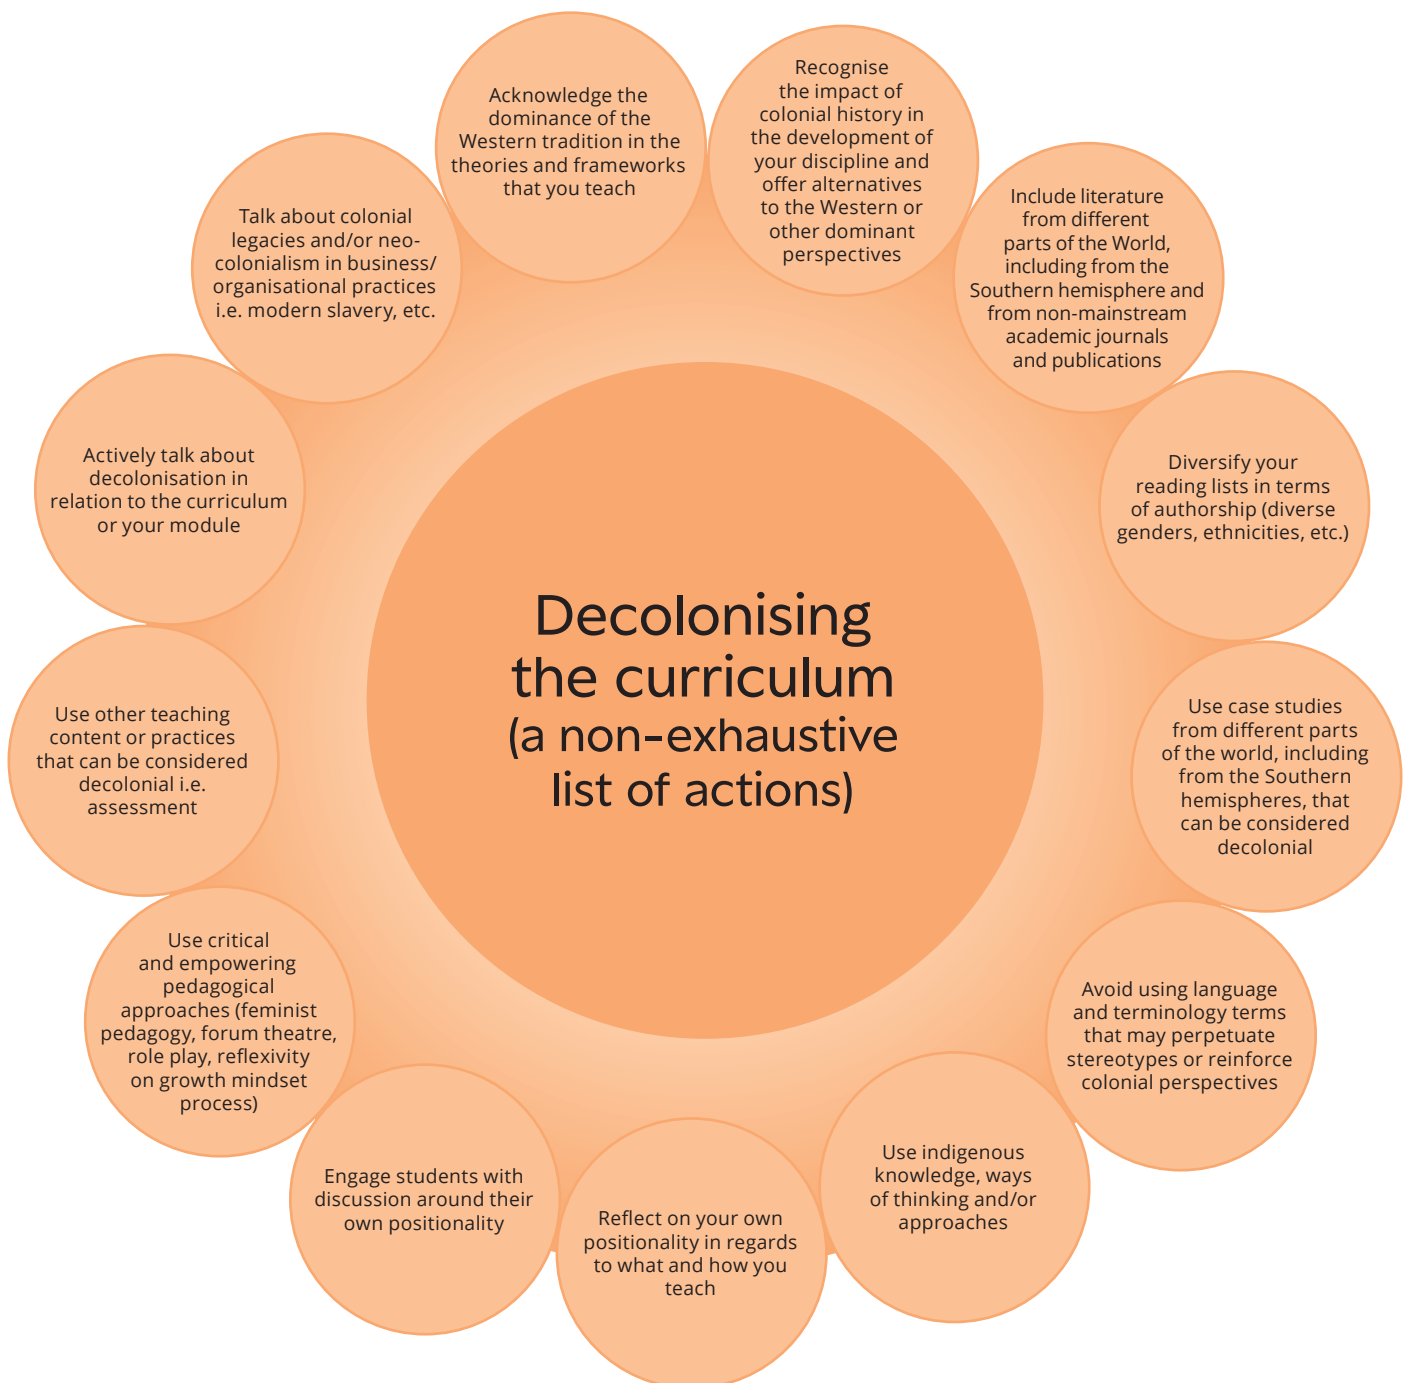 Decolonising
the curriculum
(a non-exhaustive
list of actions)
Acknowledge the
dominance of the
Western tradition in the
theories and frameworks
that you teach
Recognise
the impact of
colonial history in
the development of
your discipline and
offer alternatives
to the Western or
other dominant
perspectives
Include literature
from different
parts of the World,
including from the
Southern hemisphere and
from non-mainstream
academic journals
and publications
Diversify your
reading lists in terms
of authorship (diverse
genders, ethnicities, etc.)
Use case studies
from different parts
of the world, including
from the Southern
hemispheres, that
can be considered
decolonial
Avoid using language
and terminology terms
that may perpetuate
stereotypes or reinforce
colonial perspectives
Use indigenous
knowledge, ways
of thinking and/or
approaches
Reflect on your own
positionality in regards
to what and how you
teach
Engage students with
discussion around their
own positionality
Use critical
and empowering
pedagogical
approaches (feminist
pedagogy, forum theatre,
role play, reflexivity
on growth mindset
process)
Use other teaching
content or practices
that can be considered
decolonial i.e.
assessment
Actively talk about
decolonisation in
relation to the curriculum
or your module
Talk about colonial
legacies and/or neo-
colonialism in business/
organisational practices
i.e. modern slavery, etc.